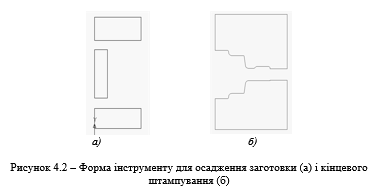 а)
б)
Рисунок 4.2 – Форма інструменту для осадження заготовки (а) і кінцевого
штампування (б)